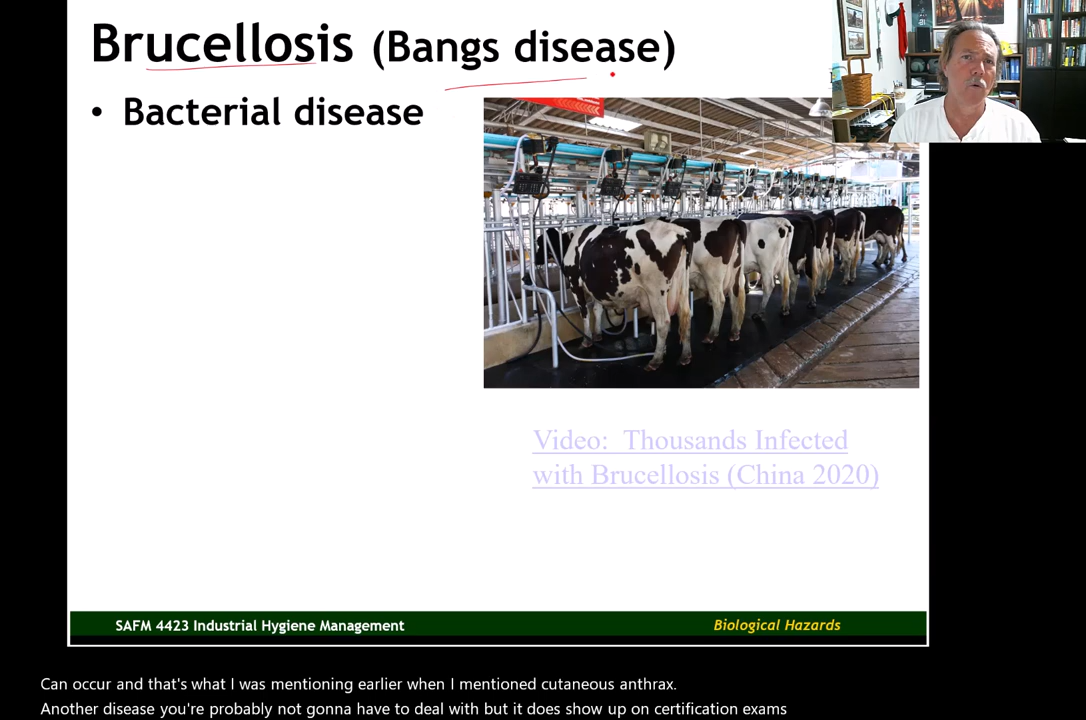 Brucellosis (Bangs disease)
• Bacterial disease
Video: Thousands Infected
with Brucellosis (China 2020)
SAFM 4423 Industrial Hygiene Management
Biological Hazards
Can occur and that's what I was mentioning earlier when I mentioned cutaneous anthrax.
Another disease you're probably not gonna have to deal with but it does show up on certification exams